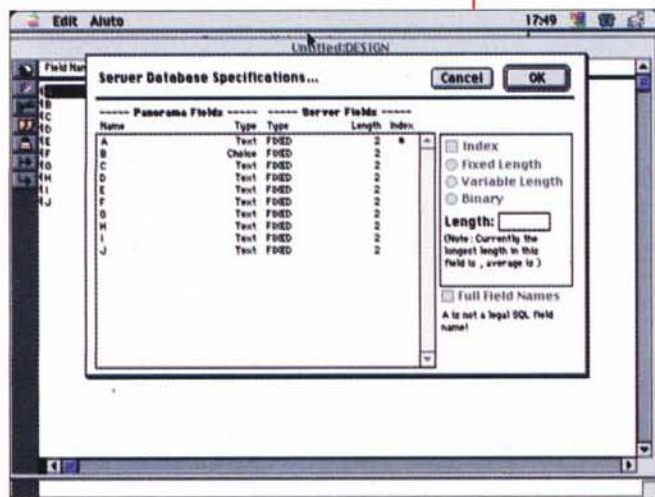 Edit Aiuto 17:49
Untitled:DESIGN
Field Nam
Server Database Specifications...
Cancel OK
----- Panorama Fields ----- ----- Server Fields -----
Name Type Type Length Index
A Text FIXED 2
B Choice FIXED 2
C Text FIXED 2
D Text FIXED 2
E Text FIXED 2
F Text FIXED 2
G Text FIXED 2
H Text FIXED 2
I Text FIXED 2
J Text FIXED 2
Index
Fixed Length
Variable Length
Binary
Length:
(Note: Currently the
longest length in this
field is , average is )
Full Field Names
A is not a legal SQL field
name!
B
C
D
E
F
G
H
I
J